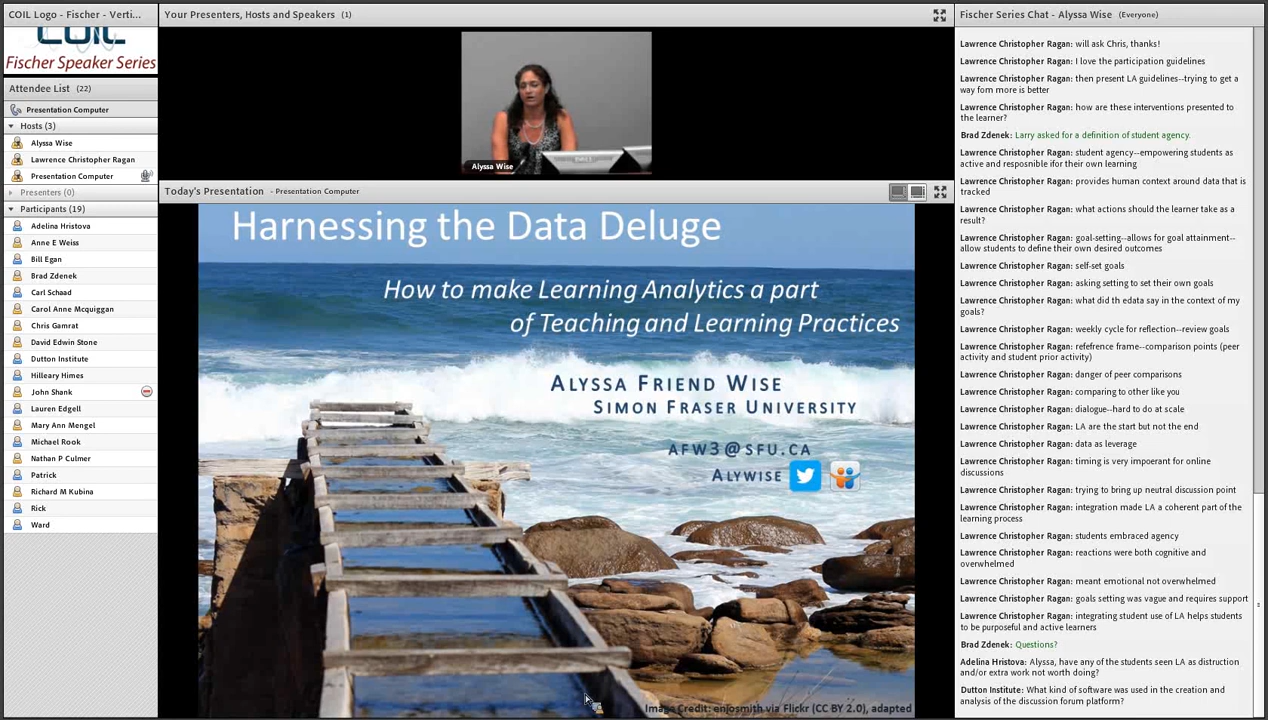 COIL Logo - Fischer - Verti...
COIL
Fischer Speaker Series
Attendee List (22)
Presentation Computer
Hosts (3)
Alyssa Wise
Lawrence Christopher Ragan
Presentation Computer
Presenters (0)
Participants (19)
Adelina Hristova
Anne E Weiss
Bill Egan
Brad Zdenek
Carl Schaad
Carol Anne Mcquiggan
Chris Gamrat
David Edwin Stone
Dutton Institute
Hilleary Himes
John Shank
Lauren Edgell
Mary Ann Mengel
Michael Rook
Nathan P Culmer
Patrick
Richard M Kubina
Rick
Ward
Your Presenters, Hosts and Speakers (1)
Alyssa Wise
Today's Presentation - Presentation Computer
Harnessing the Data Deluge
How to make Learning Analytics a part
of Teaching and Learning Practices
ALYSSA FRIEND WISE
SIMON FRASER UNIVERSITY
AFW3@SFU.CA
ALYWISE
Image Credit: enjosmith via Flickr (CC BY 2.0), adapted
Fischer Series Chat - Alyssa Wise (Everyone)
Lawrence Christopher Ragan: will ask Chris, thanks!
Lawrence Christopher Ragan: I love the participation guidelines
Lawrence Christopher Ragan: then present LA guidelines--trying to get a
way fom more is better
Lawrence Christopher Ragan: how are these interventions presented to
the learner?
Brad Zdenek: Larry asked for a definition of student agency.
Lawrence Christopher Ragan: student agency--empowering students as
active and resposnible ifor their own learning
Lawrence Christopher Ragan: provides human context around data that is
tracked
Lawrence Christopher Ragan: what actions should the learner take as a
result?
Lawrence Christopher Ragan: goal-setting--allows for goal attainment--
allow students to define their own desired outcomes
Lawrence Christopher Ragan: self-set goals
Lawrence Christopher Ragan: asking setting to set their own goals
Lawrence Christopher Ragan: what did th edata say in the context of my
goals?
Lawrence Christopher Ragan: weekly cycle for reflection--review goals
Lawrence Christopher Ragan: refefrence frame--comparison points (peer
activity and student prior activity)
Lawrence Christopher Ragan: danger of peer comparisons
Lawrence Christopher Ragan: comparing to other like you
Lawrence Christopher Ragan: dialogue--hard to do at scale
Lawrence Christopher Ragan: LA are the start but not the end
Lawrence Christopher Ragan: data as leverage
Lawrence Christopher Ragan: timing is very impoerant for online
discussions
Lawrence Christopher Ragan: trying to bring up neutral discussion point
Lawrence Christopher Ragan: integration made LA a coherent part of the
learning process
Lawrence Christopher Ragan: students embraced agency
Lawrence Christopher Ragan: reactions were both cognitive and
overwhelmed
Lawrence Christopher Ragan: meant emotional not overwhelmed
Lawrence Christopher Ragan: goals setting was vague and requires support
Lawrence Christopher Ragan: integrating student use of LA helps students
to be purposeful and active learners
Brad Zdenek: Questions?
Adelina Hristova: Alyssa, have any of the students seen LA as distruction
and/or extra work not worth doing?
Dutton Institute: What kind of software was used in the creation and
analysis of the discussion forum platform?